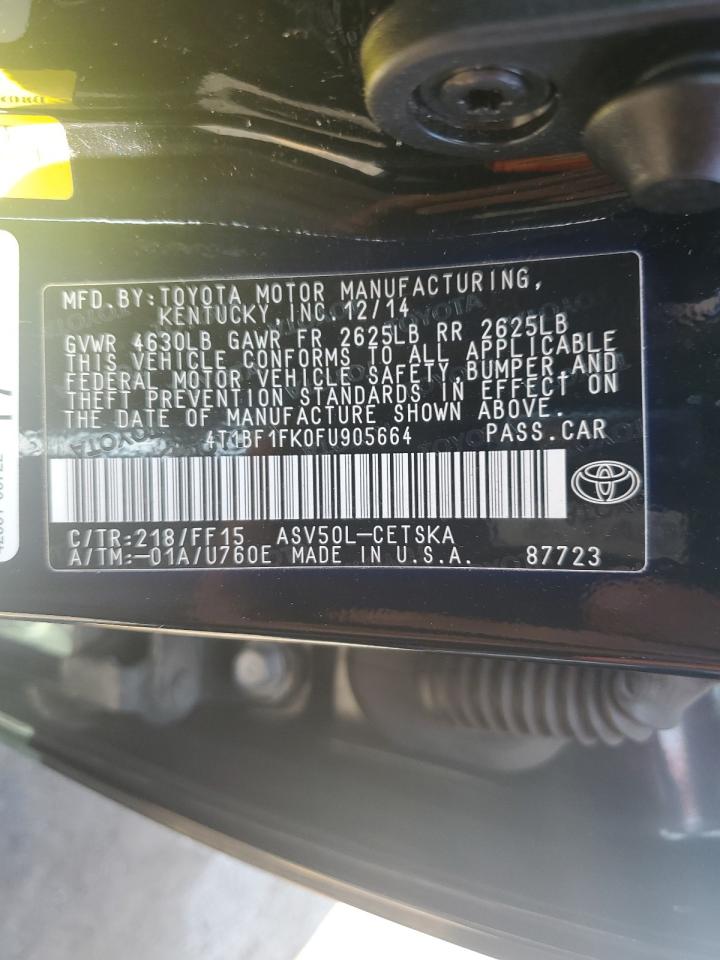 MFD.BY:TOYOTA MOTOR MANUFACTURING,
KENTUCKY,INC.12/14
GVWR 4630LB GAWR FR 2625LB RR 2625LB
THIS VEHICLE CONFORMS TO ALL APPLICABLE
FEDERAL MOTOR VEHICLE SAFETY,BUMPER,AND
THEFT PREVENTION STANDARDS IN EFFECT ON
THE DATE OF MANUFACTURE SHOWN ABOVE.
4T1BF1FK0FU905664 PASS.CAR
C/TR:218/FF15 ASV50L-CETSKA
A/TM:-01A/U760E MADE IN U.S.A. 87723